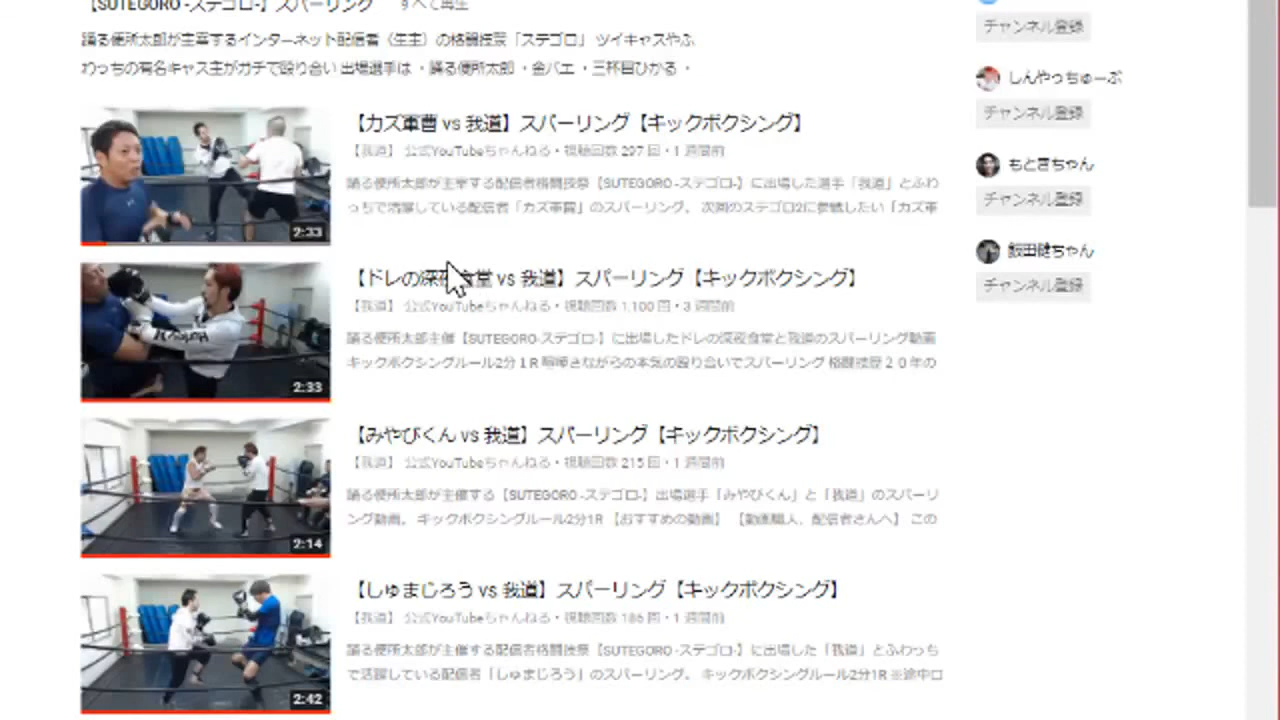 【SUTEGORO -ステゴロ-】スパーリング すべて再生
踊る便所太郎が主宰するインターネット配信者（生主）の格闘技祭「ステゴロ」 ツイキャスやふ
わっちの有名キャス主がガチで殴り合い 出場選手は ・踊る便所太郎 ・金バエ ・三杯目ひかる ・
【カズ軍曹 vs 我道】スパーリング【キックボクシング】
【我道】 公式YouTubeちゃんねる・視聴回数 297 回・1 週間前
踊る便所太郎が主宰する配信者格闘技祭【SUTEGORO -ステゴロ-】に出場した選手「我道」とふわ
っちで活躍している配信者「カズ軍曹」のスパーリング。 次回のステゴロ2に参戦したい「カズ軍
2:33
【ドレの深夜食堂 vs 我道】スパーリング【キックボクシング】
【我道】 公式YouTubeちゃんねる・視聴回数 1,100 回・3 週間前
踊る便所太郎主催【SUTEGORO-ステゴロ-】に出場したドレの深夜食堂と我道のスパーリング動画
キックボクシングルール2分１R 喧嘩さながらの本気の殴り合いでスパーリング 格闘技歴２０年の
2:33
【みやびくん vs 我道】スパーリング【キックボクシング】
【我道】 公式YouTubeちゃんねる・視聴回数 215 回・1 週間前
踊る便所太郎が主催する【SUTEGORO -ステゴロ-】出場選手「みやびくん」と「我道」のスパーリ
ング動画。 キックボクシングルール2分1R 【おすすめの動画】 【動画職人、配信者さんへ】 この
2:14
【しゅまじろう vs 我道】スパーリング【キックボクシング】
【我道】 公式YouTubeちゃんねる・視聴回数 186 回・1 週間前
踊る便所太郎が主催する配信者格闘技祭【SUTEGORO -ステゴロ-】に出場した「我道」とふわっち
で活躍している配信者「しゅまじろう」のスパーリング。 キックボクシングルール2分1R ※途中ロ
2:42
チャンネル登録
しんやっちゅーぶ
チャンネル登録
もときちゃん
チャンネル登録
飯田健ちゃん
チャンネル登録